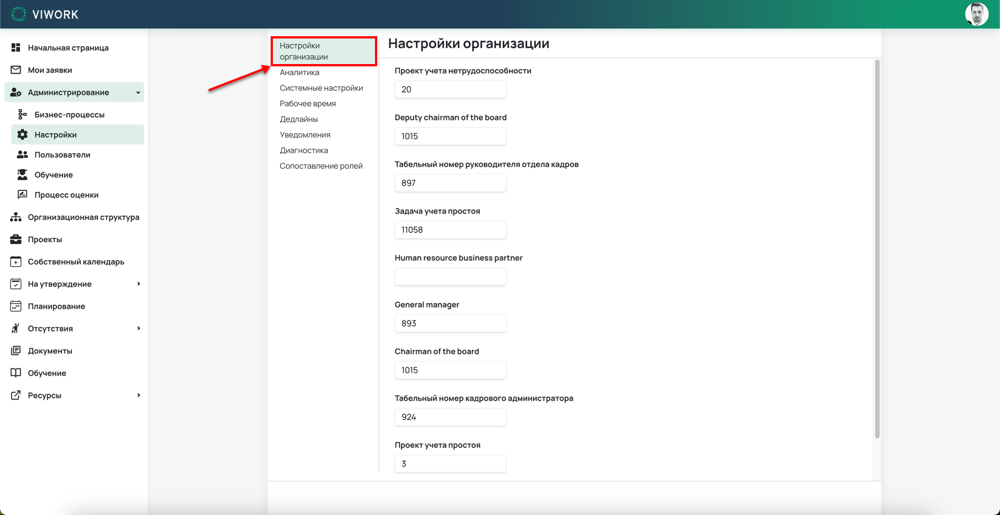 VIWORK
Начальная страница
Мои заявки
Администрирование
Бизнес-процессы
Настройки
Пользователи
Обучение
Процесс оценки
Организационная структура
Проекты
Собственный календарь
На утверждение
Планирование
Отсутствия
Документы
Обучение
Ресурсы
Настройки
организации
Аналитика
Системные настройки
Рабочее время
Дедлайны
Уведомления
Диагностика
Сопоставление ролей
Настройки организации
Проект учета нетрудоспособности
20
Deputy chairman of the board
1015
Табельный номер руководителя отдела кадров
897
Задача учета простоя
11058
Human resource business partner
General manager
893
Chairman of the board
1015
Табельный номер кадрового администратора
924
Проект учета простоя
3